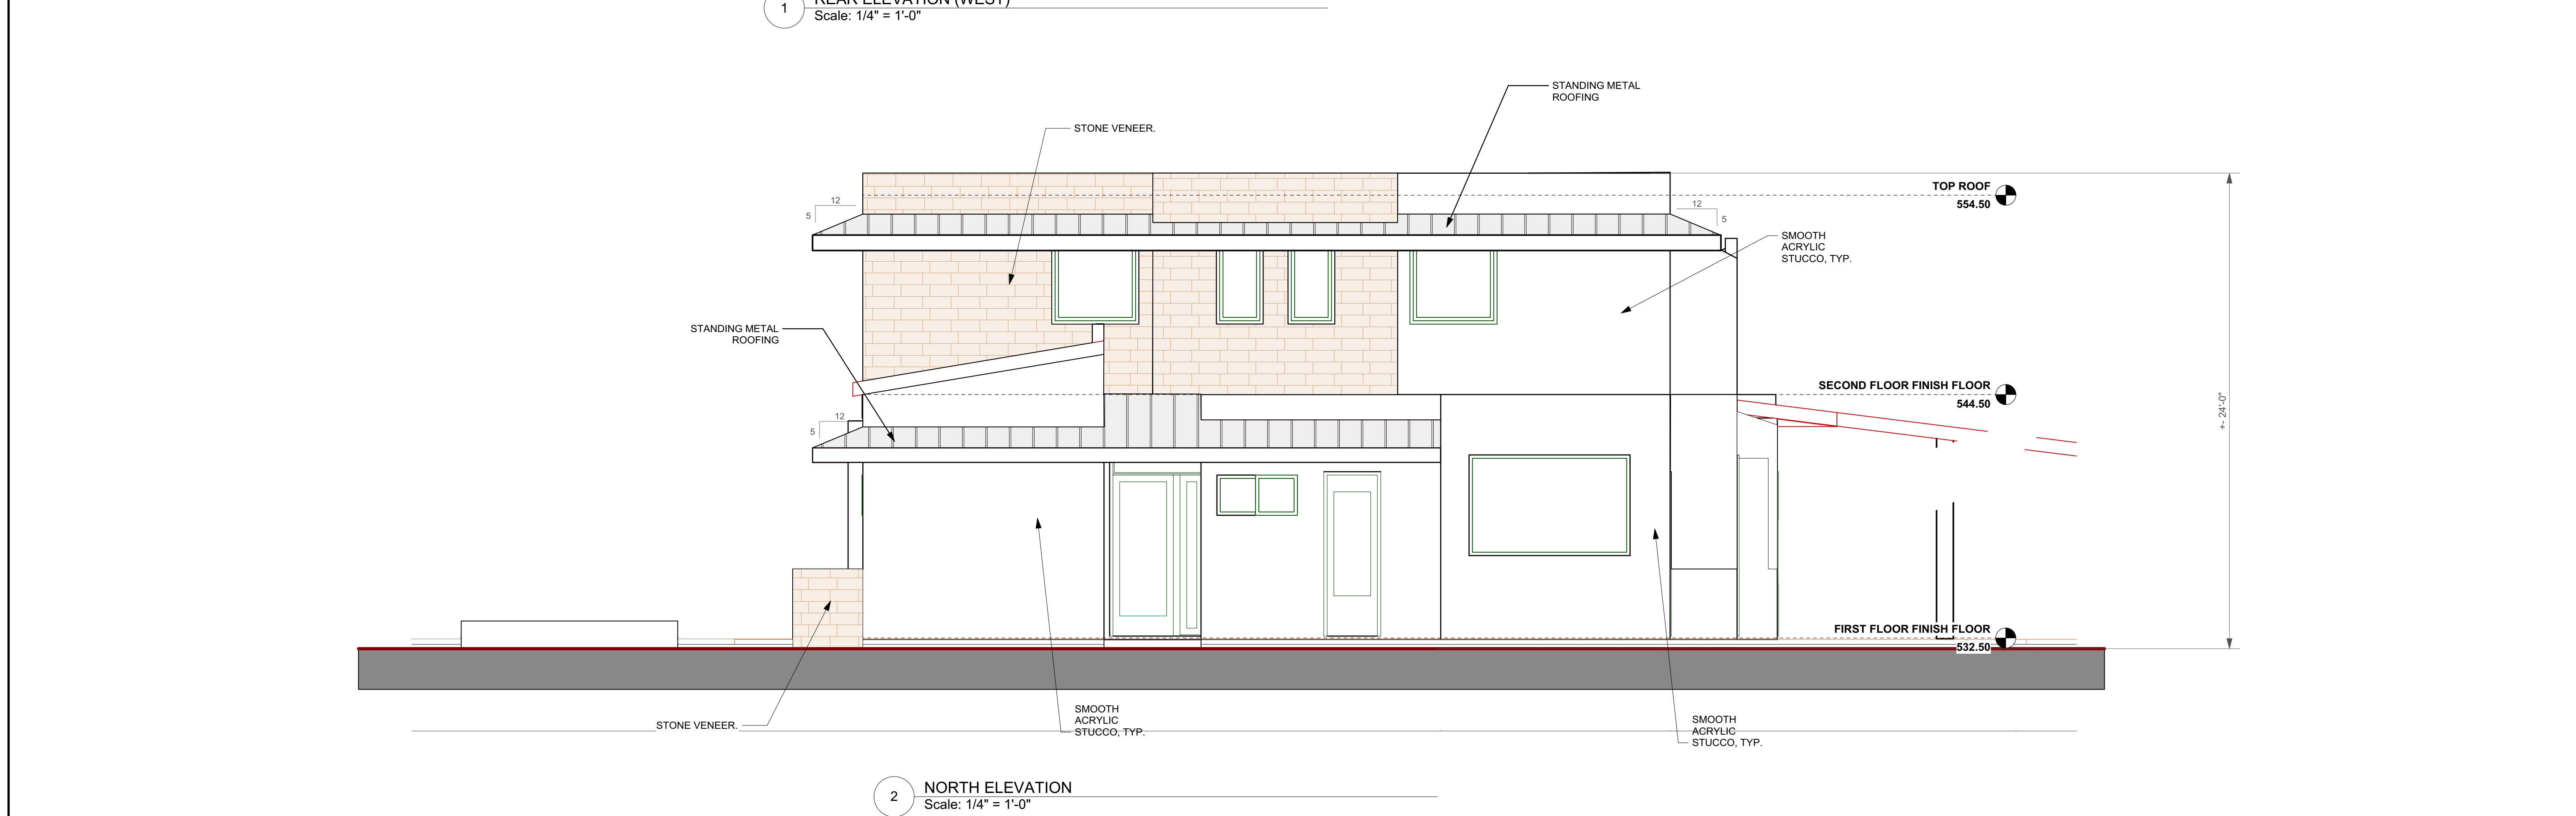 1
REAR ELEVATION (WEST)
Scale: 1/4" = 1'-0"
STANDING METAL
ROOFING
STONE VENEER.
TOP ROOF
554.50
12
5
12
5
SMOOTH
ACRYLIC
STUCCO, TYP.
STANDING METAL
ROOFING
SECOND FLOOR FINISH FLOOR
544.50
+- 24'-0"
12
5
FIRST FLOOR FINISH FLOOR
532.50
STONE VENEER.
SMOOTH
ACRYLIC
STUCCO, TYP.
SMOOTH
ACRYLIC
STUCCO, TYP.
2
NORTH ELEVATION
Scale: 1/4" = 1'-0"